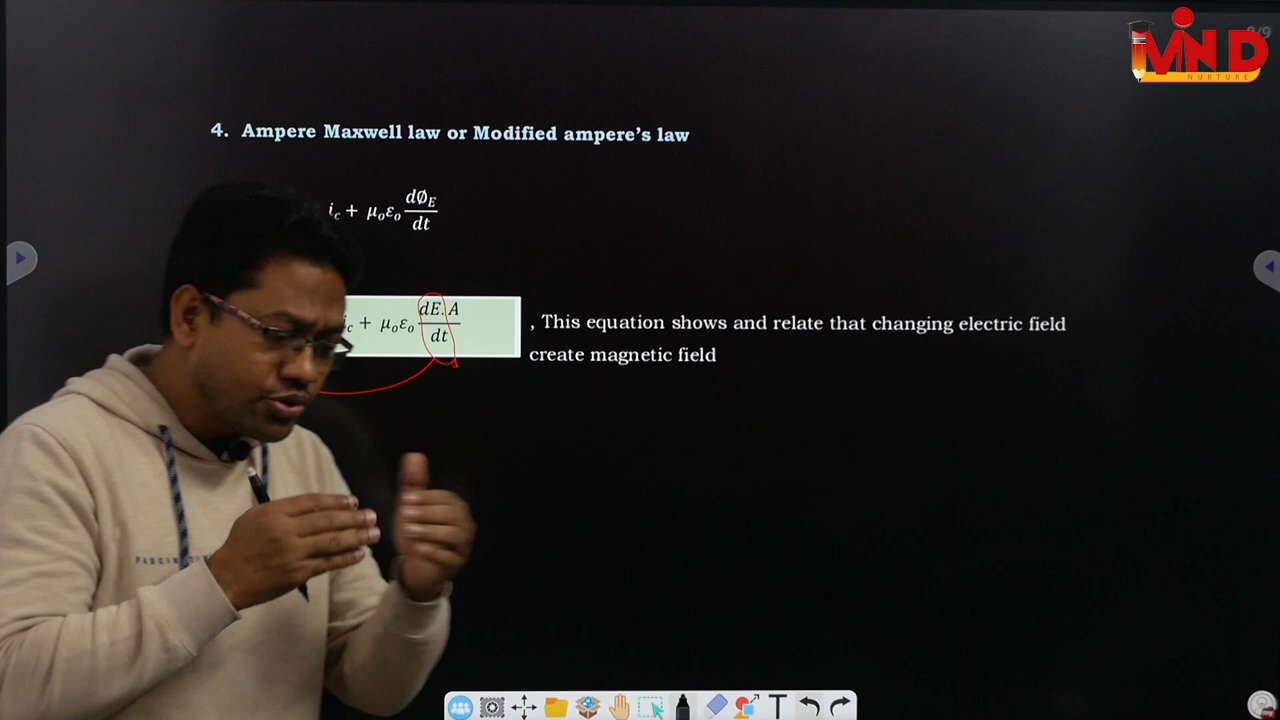 MIND
NURTURE
4. Ampere Maxwell law or Modified ampere's law
i_c + μ_o ε_o dØ_E/dt
+ μ_o ε_o dE.A/dt
, This equation shows and relate that changing electric field
create magnetic field
T